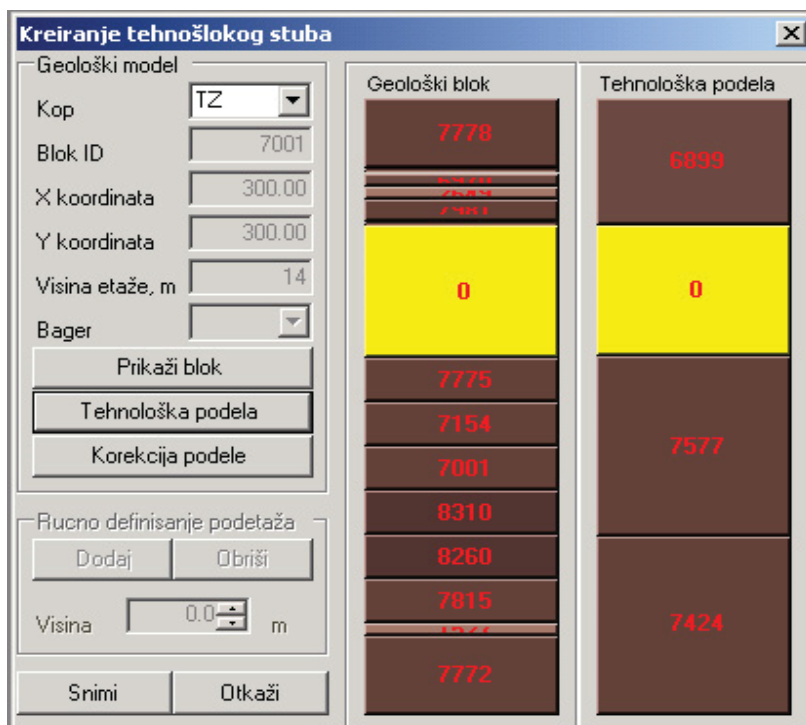 Kreiranje tehnošlokog stuba
Geološki model
Kop TZ
Blok ID 7001
X koordinata 300.00
Y koordinata 300.00
Visina etaže, m 14
Bager
Prikaži blok
Tehnološka podela
Korekcija podele
Rucno definisanje podetaža
Dodaj Obriši
Visina 0.0 m
Snimi Otkaži
Geološki blok
7778
2649
7981
0
7775
7154
7001
8310
8260
7815
7772
Tehnološka podela
6899
0
7577
7424